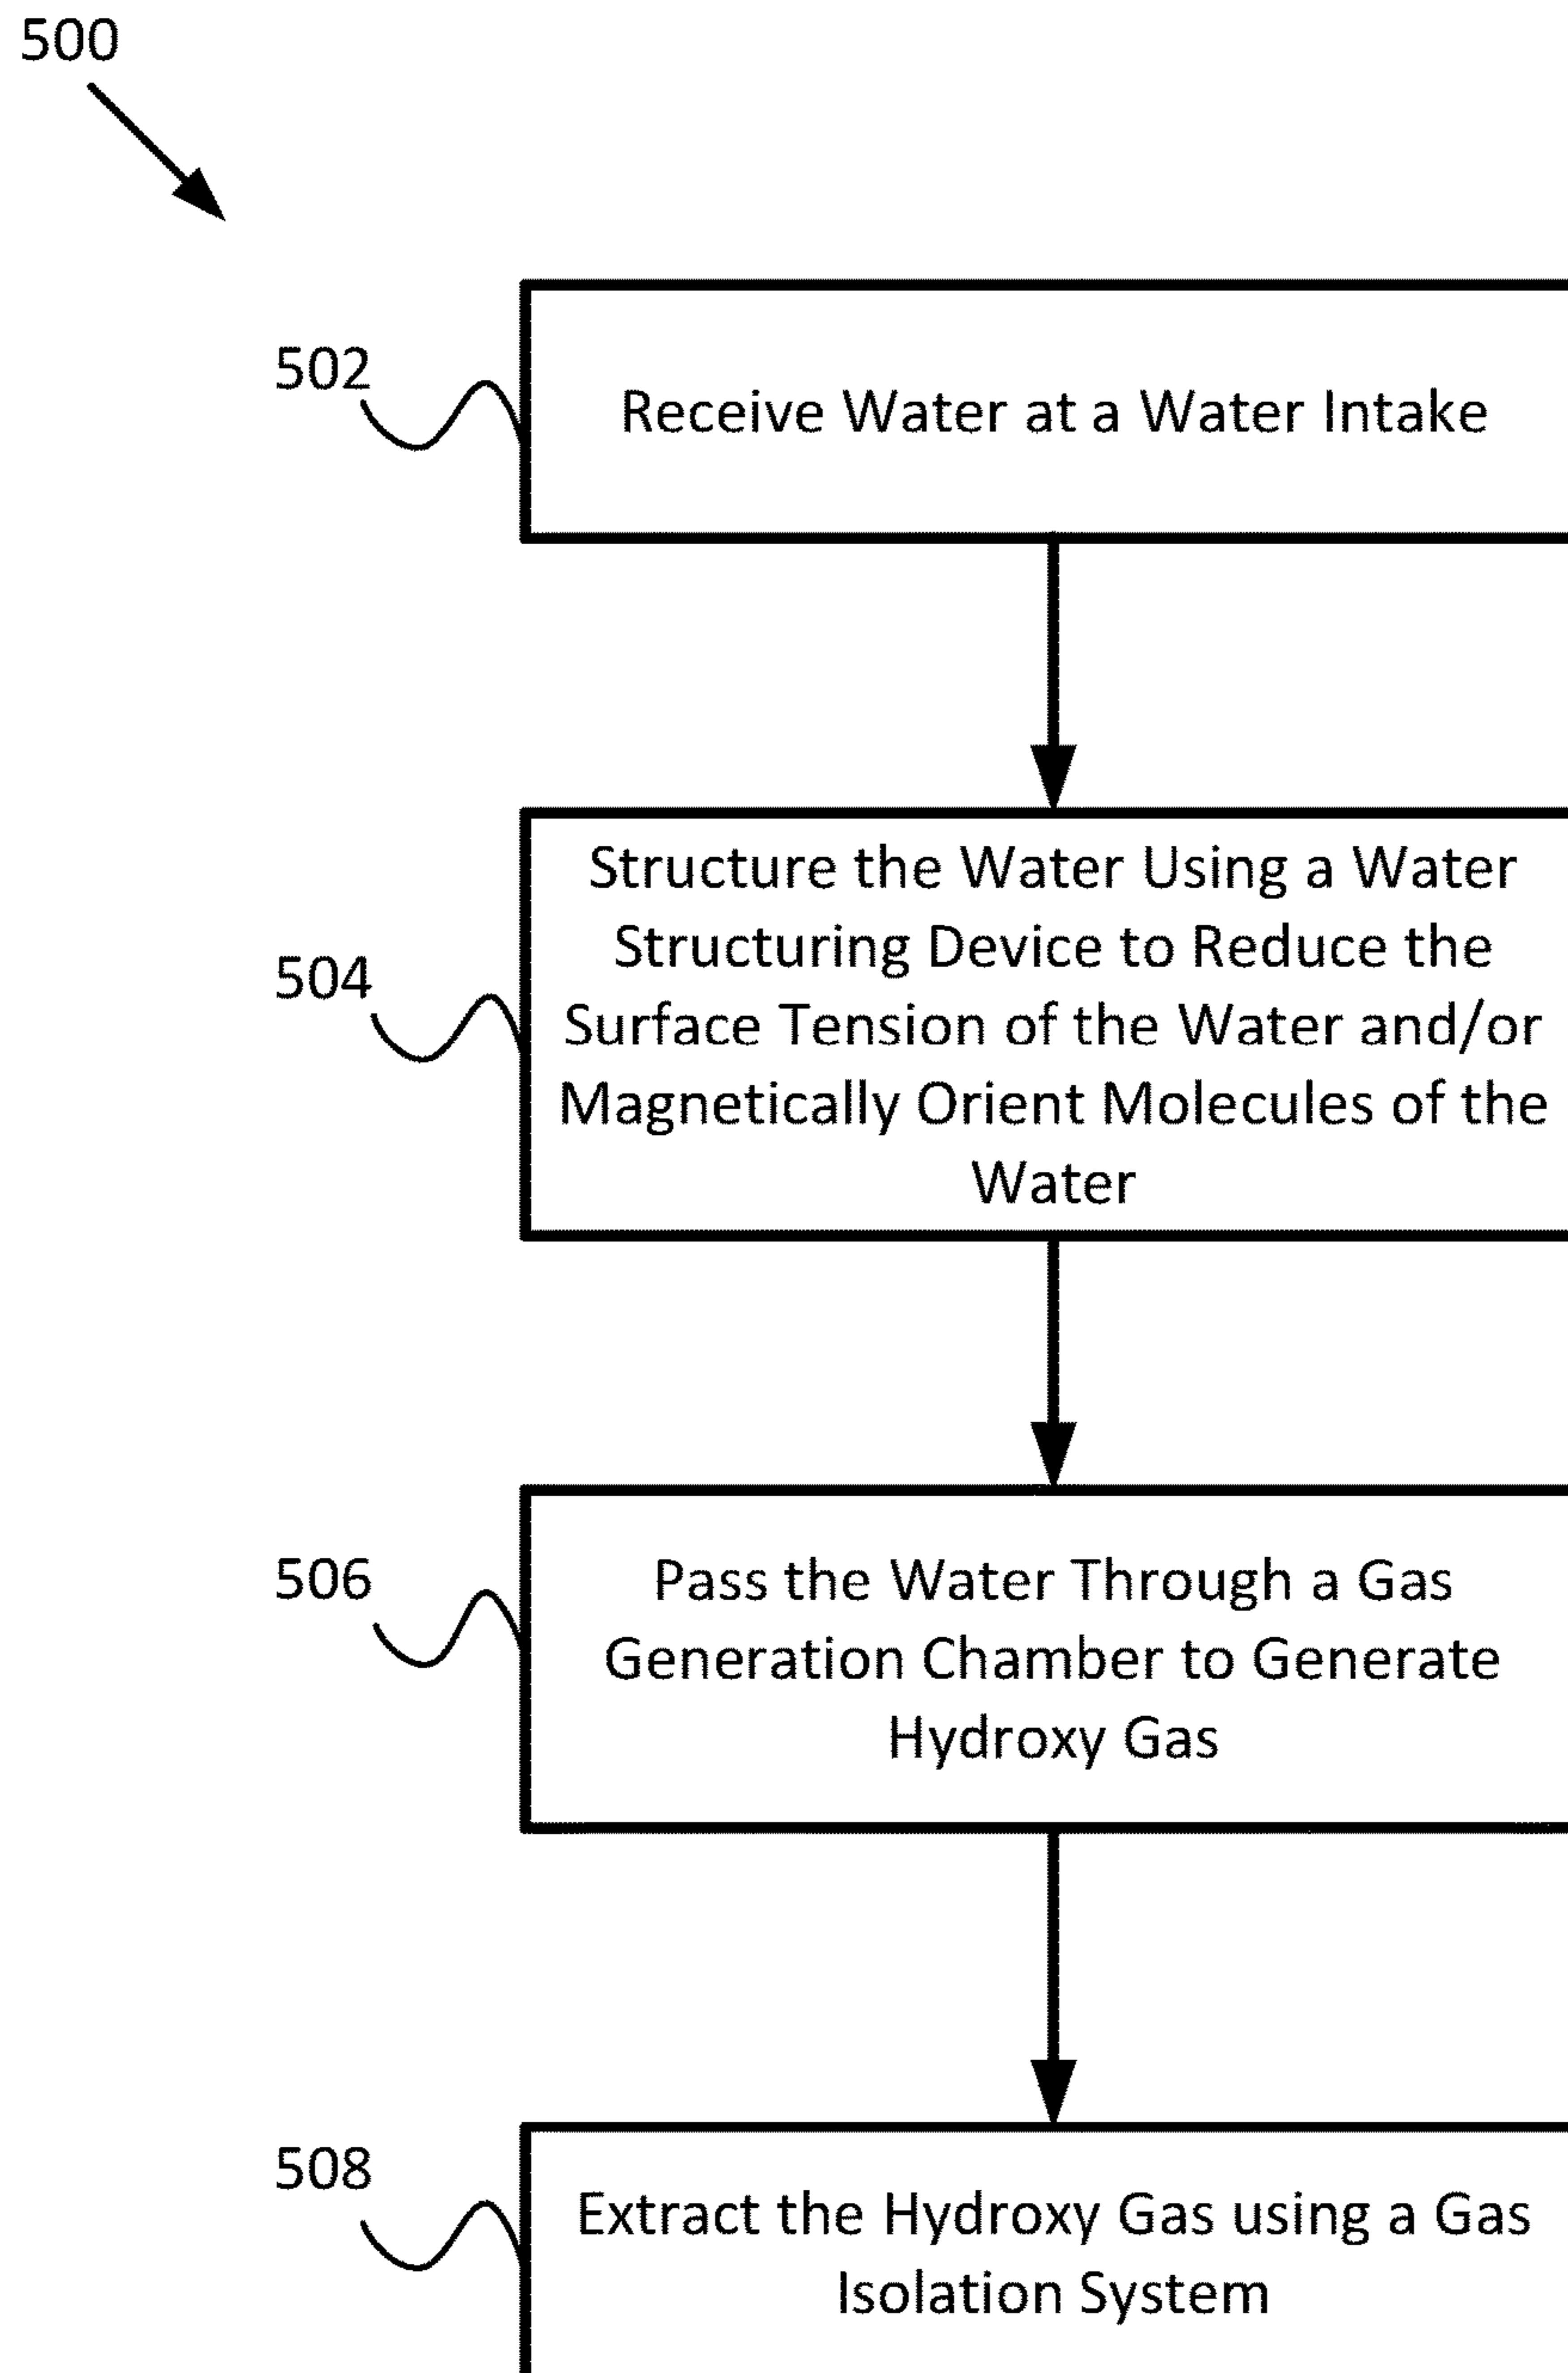 500
502
Receive Water at a Water Intake
504
Structure the Water Using a Water
Structuring Device to Reduce the
Surface Tension of the Water and/or
Magnetically Orient Molecules of the
Water
506
Pass the Water Through a Gas
Generation Chamber to Generate
Hydroxy Gas
508
Extract the Hydroxy Gas using a Gas
Isolation System